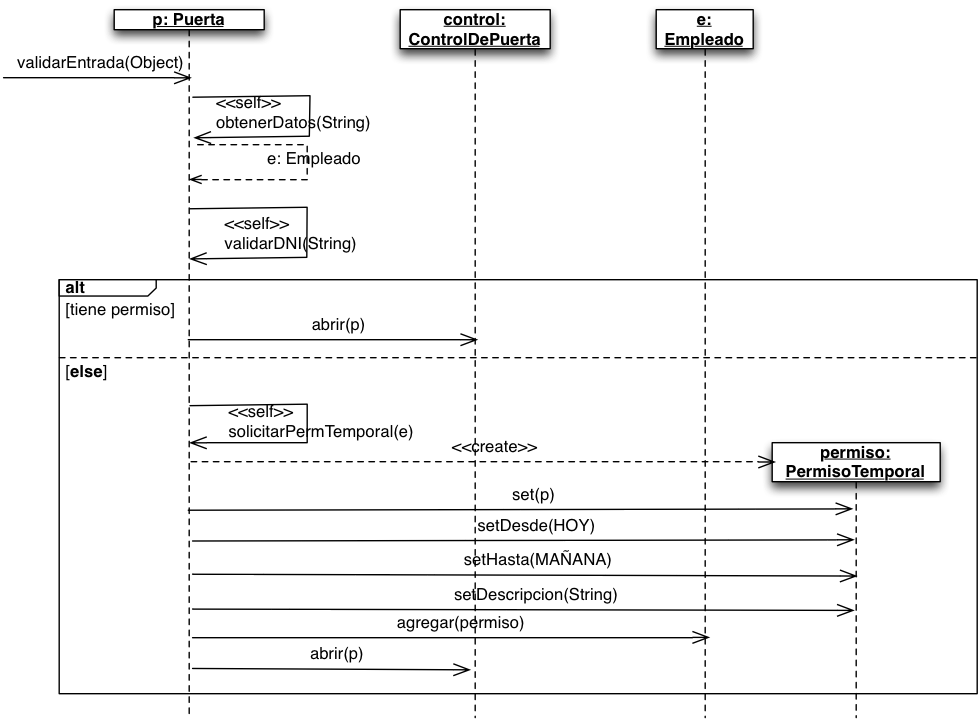 p: Puerta
control:
ControlDePuerta
e:
Empleado
validarEntrada(Object)
<<self>>
obtenerDatos(String)
e: Empleado
<<self>>
validarDNI(String)
alt
[tiene permiso]
abrir(p)
[else]
<<self>>
solicitarPermTemporal(e)
<<create>>
permiso:
PermisoTemporal
set(p)
setDesde(HOY)
setHasta(MAÑANA)
setDescripcion(String)
agregar(permiso)
abrir(p)